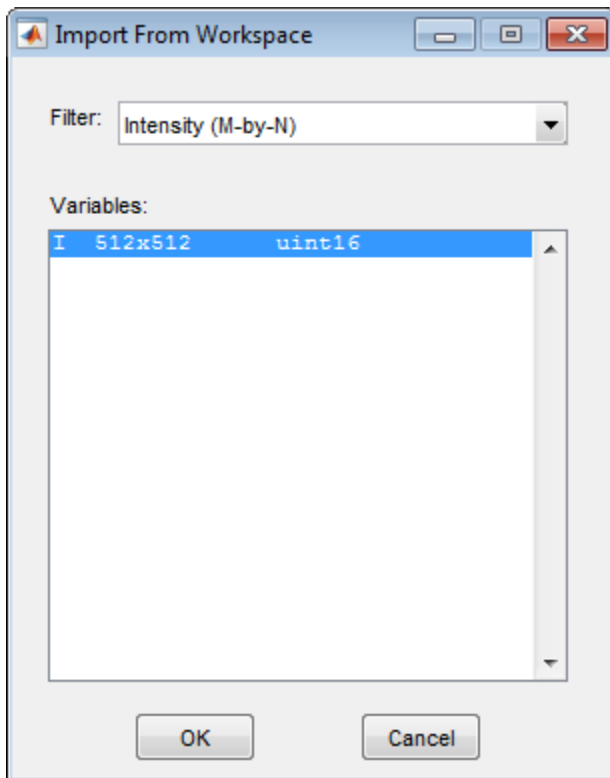 Import From Workspace
Filter: Intensity (M-by-N)
Variables:
I 512x512 uint16
OK Cancel